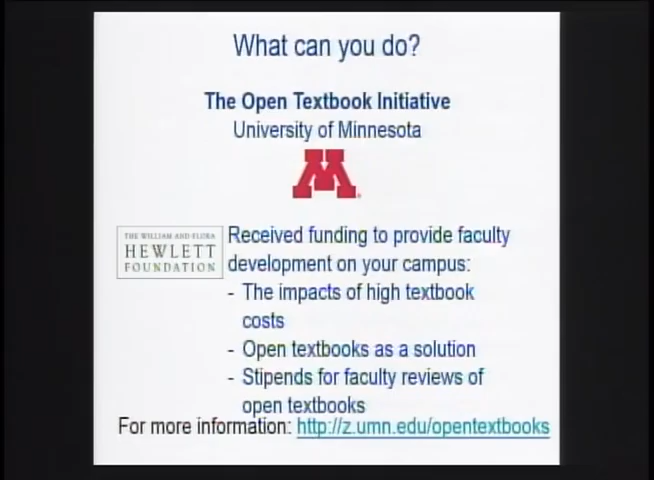 What can you do?
The Open Textbook Initiative
University of Minnesota
M
THE WILLIAM AND FLORA
HEWLETT
FOUNDATION
Received funding to provide faculty
development on your campus:
- The impacts of high textbook
costs
- Open textbooks as a solution
- Stipends for faculty reviews of
open textbooks
For more information: http://z.umn.edu/opentextbooks